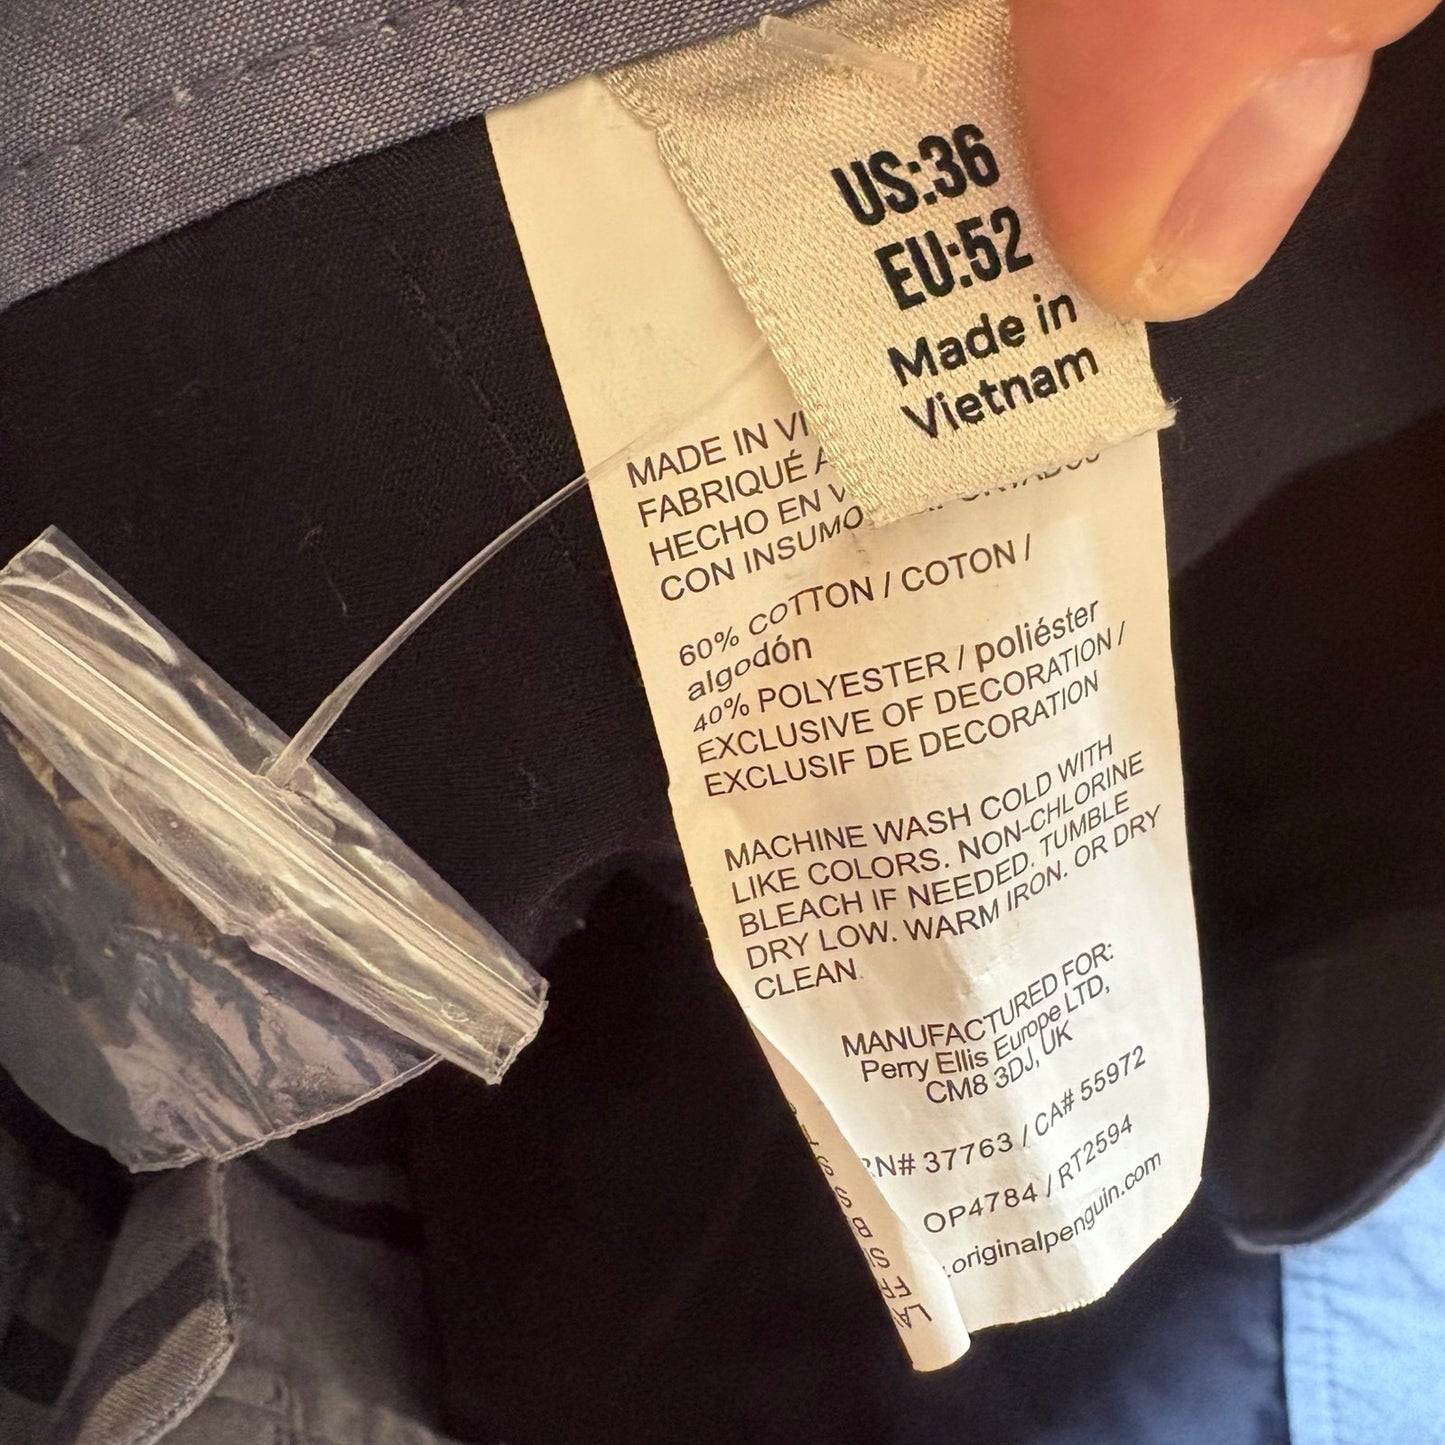 US:36
EU:52
Made in
Vietnam
MADE IN
FABRIQUÉ
HECHO EN
CON
60% COTTON / COTON /
algodón
40% POLYESTER / poliéster
EXCLUSIVE OF DECORATION /
EXCLUSIF DE DECORATION
MACHINE WASH COLD WITH
LIKE COLORS. NON-CHLORINE
BLEACH IF NEEDED. TUMBLE
DRY LOW. WARM IRON. OR DRY
CLEAN.
MANUFACTURED FOR:
Perry Ellis Europe LTD,
CM8 3DJ, UK
37763 / CA# 55972
OP4784 / RT2594
.originalpenguin.com